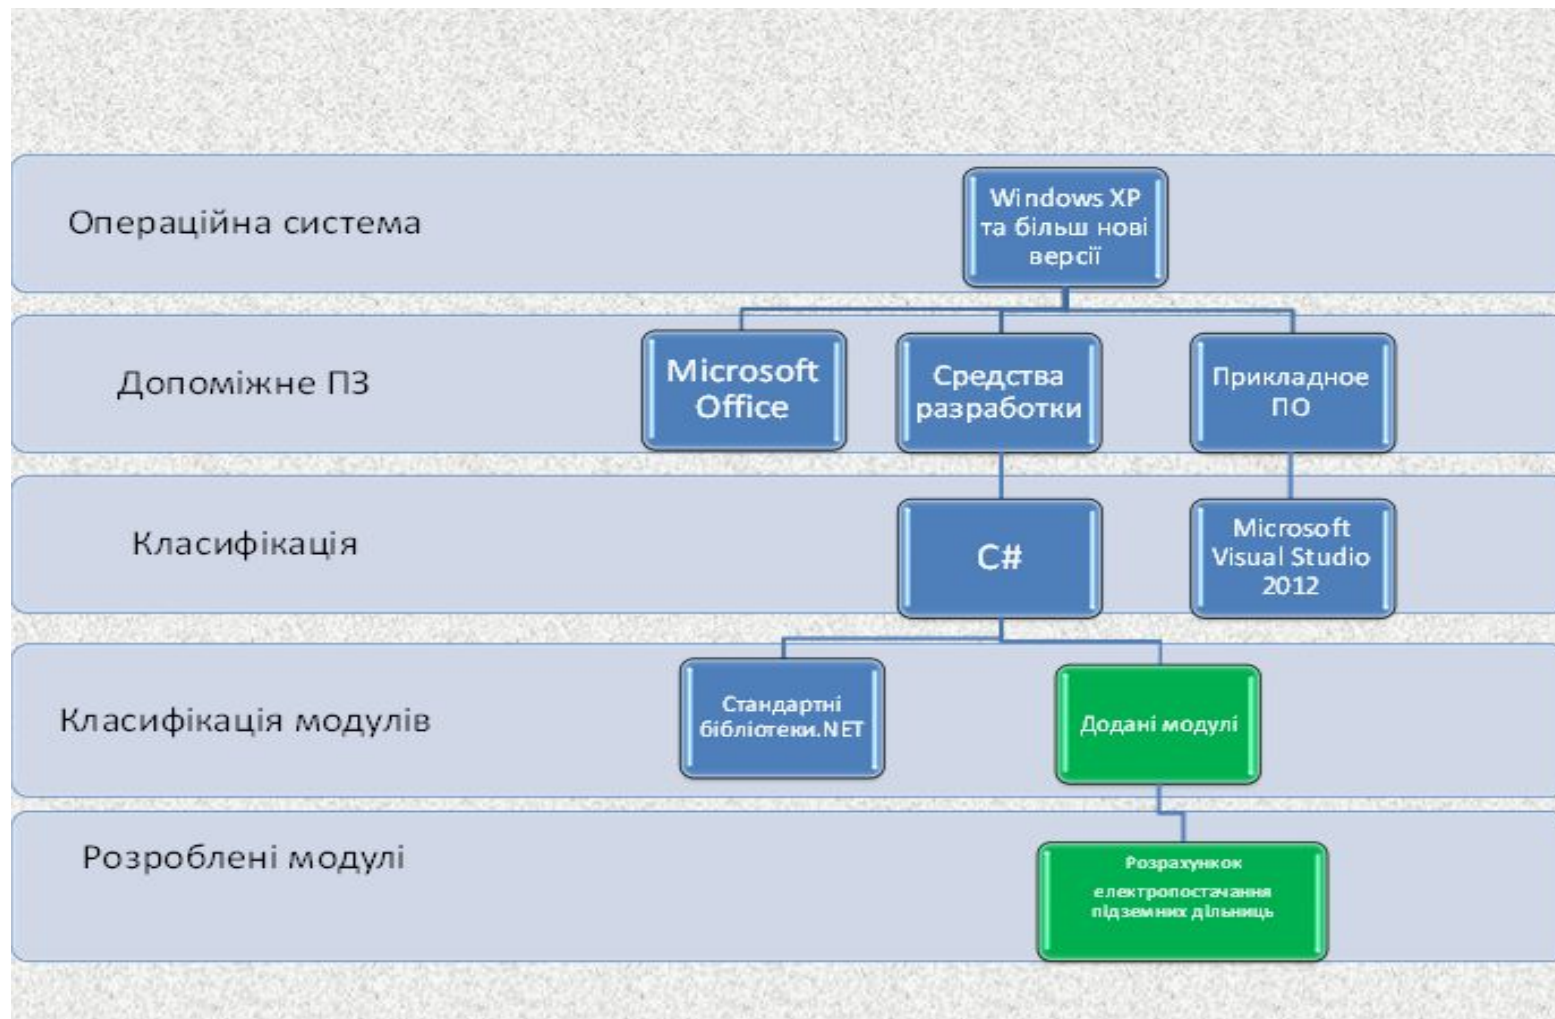 Операційна система
Windows XP
та більш нові
версії
Допоміжне ПЗ
Microsoft
Office
Средства
разработки
Прикладное
ПО
Класифікація
C#
Microsoft
Visual Studio
2012
Класифікація модулів
Стандартні
бібліотеки.NET
Додані модулі
Розроблені модулі
Розрахункок
електропостачання
підземних дільниць